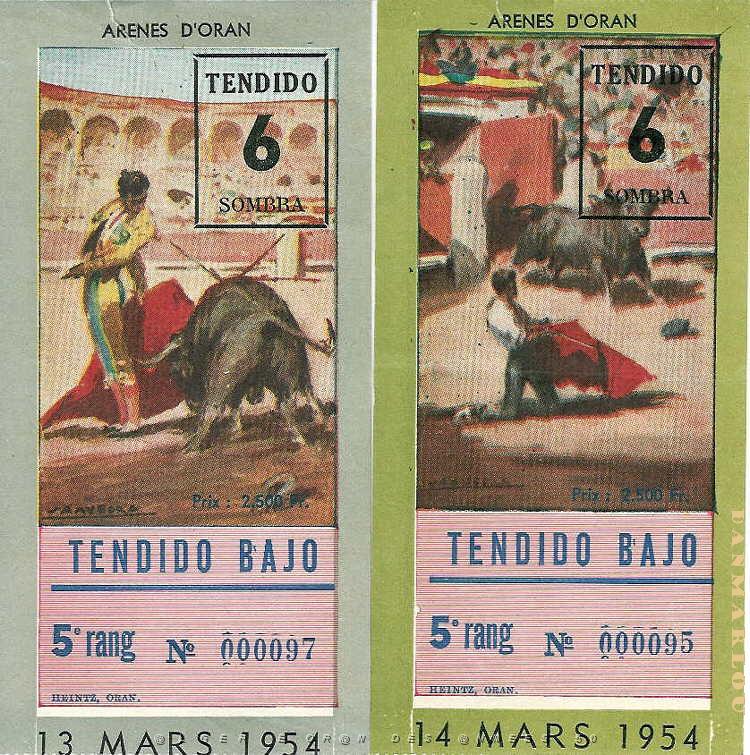 ARENES D'ORAN
TENDIDO
6
SOMBRA
Prix : 2.500 Fr.
TENDIDO BAJO
5º rang Nº 000097
HEINTZ, ORAN.
13 MARS 1954
ARENES D'ORAN
TENDIDO
6
SOMBRA
Prix : 2.500 Fr.
TENDIDO BAJO
5º rang Nº 000095
HEINTZ, ORAN.
14 MARS 1954